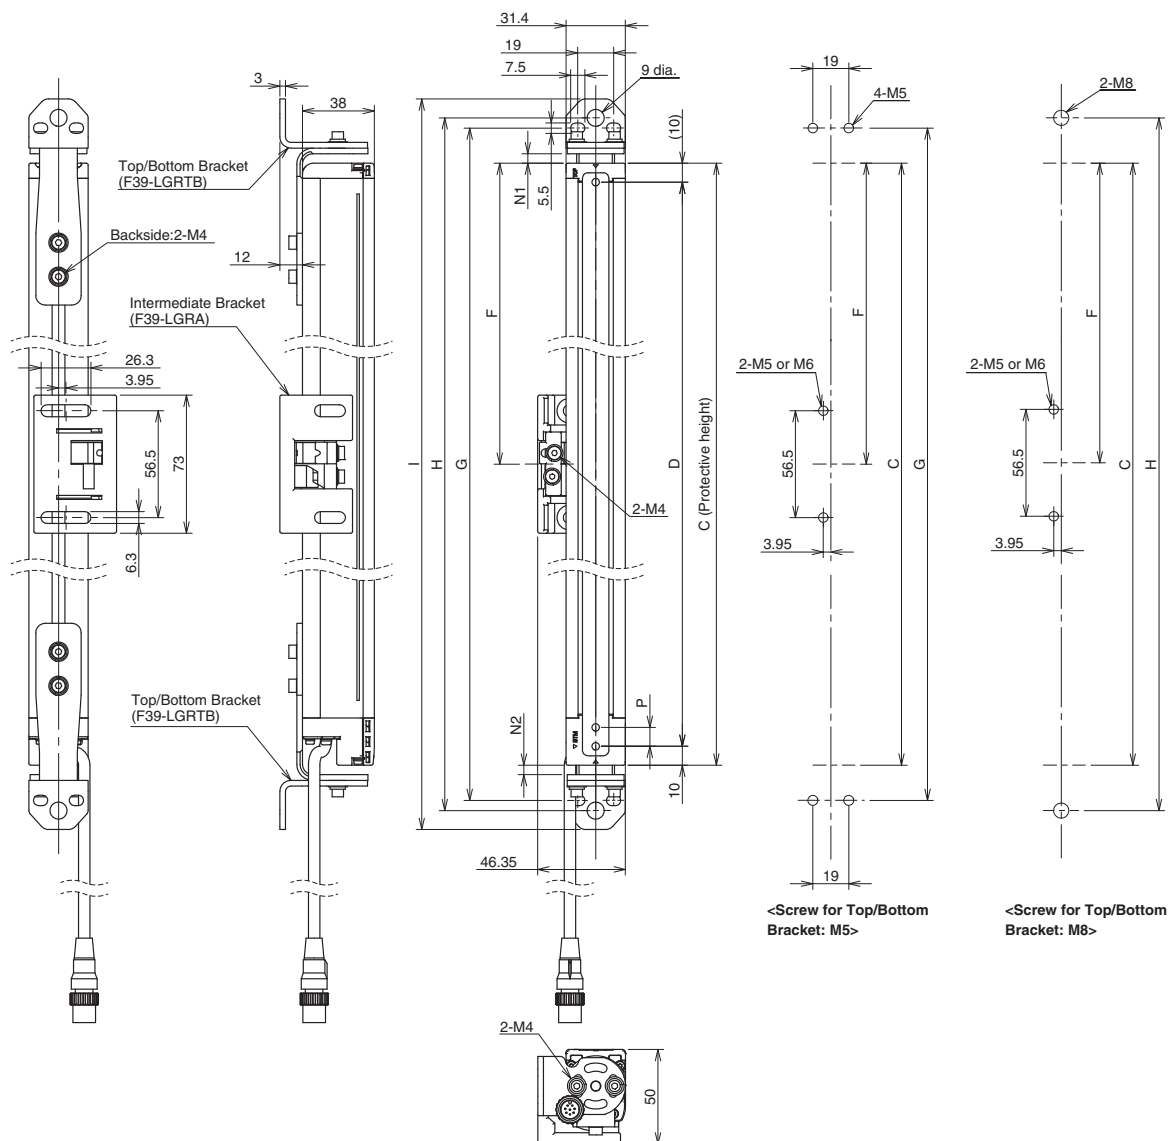 31.4
19
7.5
9 dia.
3
38
(10)
19
4-M5
2-M8
Top/Bottom Bracket
(F39-LGRTB)
N1
5.5
TOP
Backside:2-M4
12
Intermediate Bracket
(F39-LGRA)
F
F
F
26.3
3.95
2-M5 or M6
2-M5 or M6
56.5
73
I
H
G
D
C (Protective height)
56.5
C
G
56.5
C
H
2-M4
6.3
3.95
3.95
Top/Bottom Bracket
(F39-LGRTB)
N2
P
10
46.35
19
<Screw for Top/Bottom
Bracket: M5>
<Screw for Top/Bottom
Bracket: M8>
2-M4
50